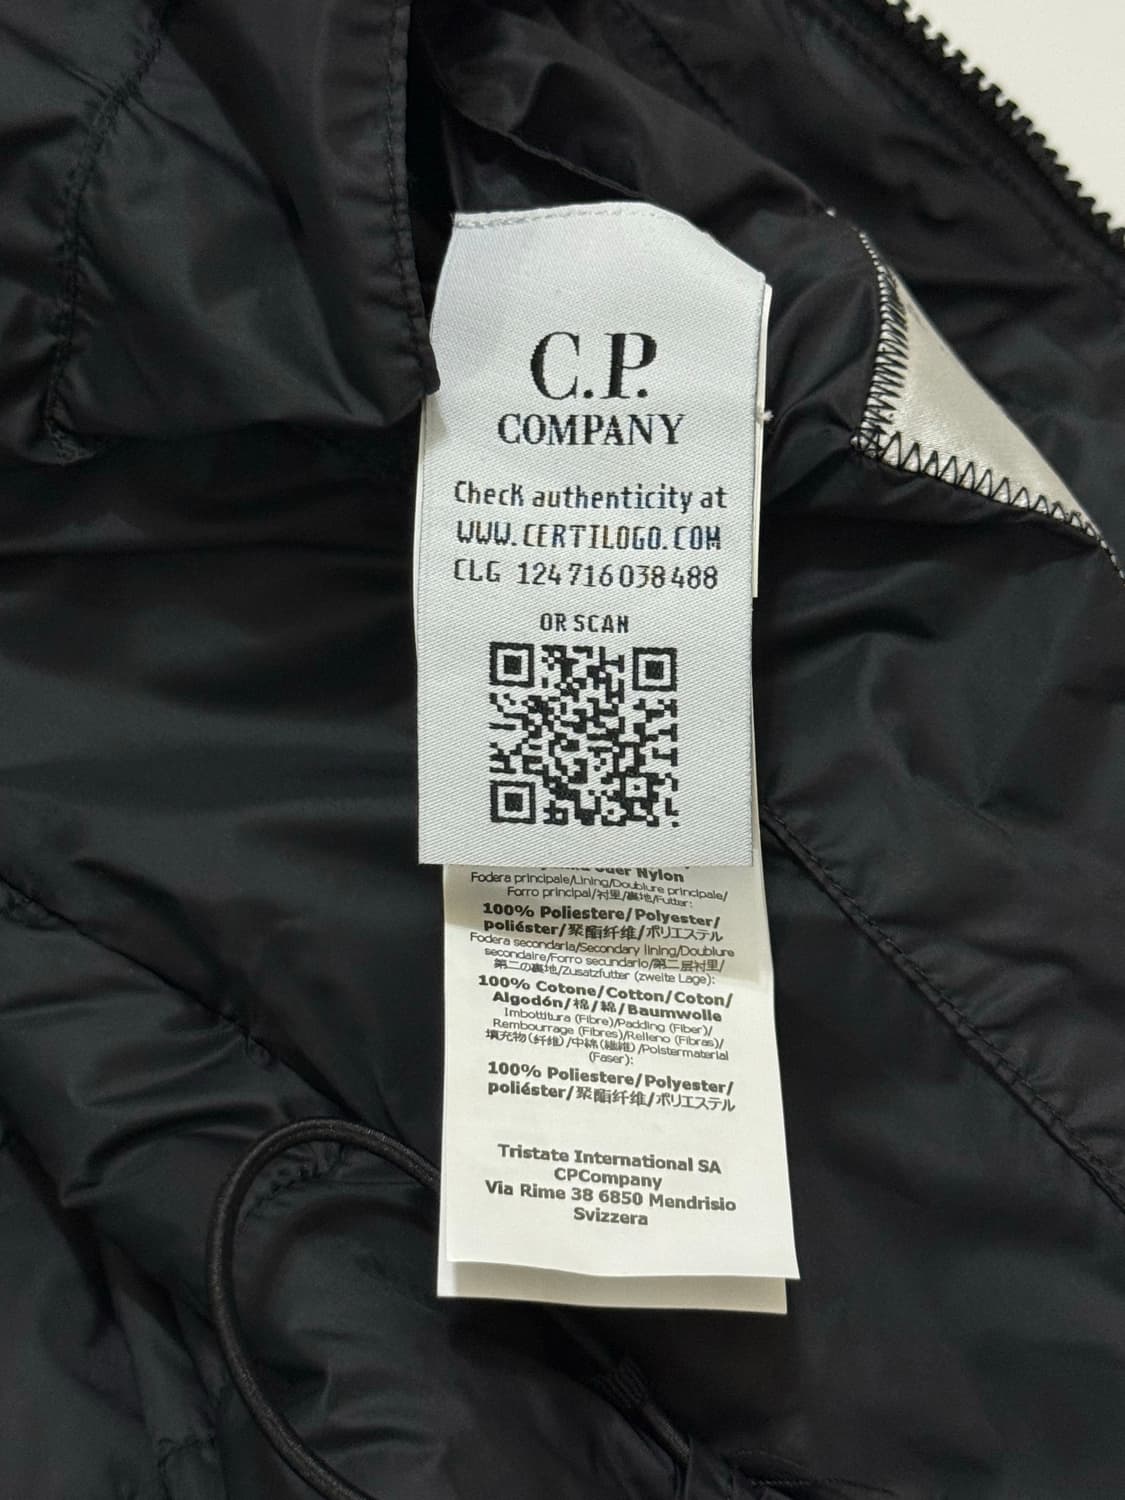 C.P.
COMPANY
Check authenticity at
WWW.CERTILOGO.COM
CLG 124716038488
OR SCAN
oder Nylon
Fodera principale/Lining/Doublure principale/
Forro principal/衬里/裏地/Futter:
100% Poliestere/Polyester/
poliéster/聚酯纤维/ポリエステル
Fodera secondaria/Secondary lining/Doublure
secondaire/Forro secundario/第二层衬里/
第二の裏地/Zusatzfutter (zweite Lage):
100% Cotone/Cotton/Coton/
Algodón/棉/綿/Baumwolle
Imbottitura (Fibre)/Padding (Fiber)/
Rembourrage (Fibres)/Relleno (Fibras)/
填充物(纤维)/中綿(繊維)/Polstermaterial
(Faser):
100% Poliestere/Polyester/
poliéster/聚酯纤维/ポリエステル
Tristate International SA
CPCompany
Via Rime 38 6850 Mendrisio
Svizzera